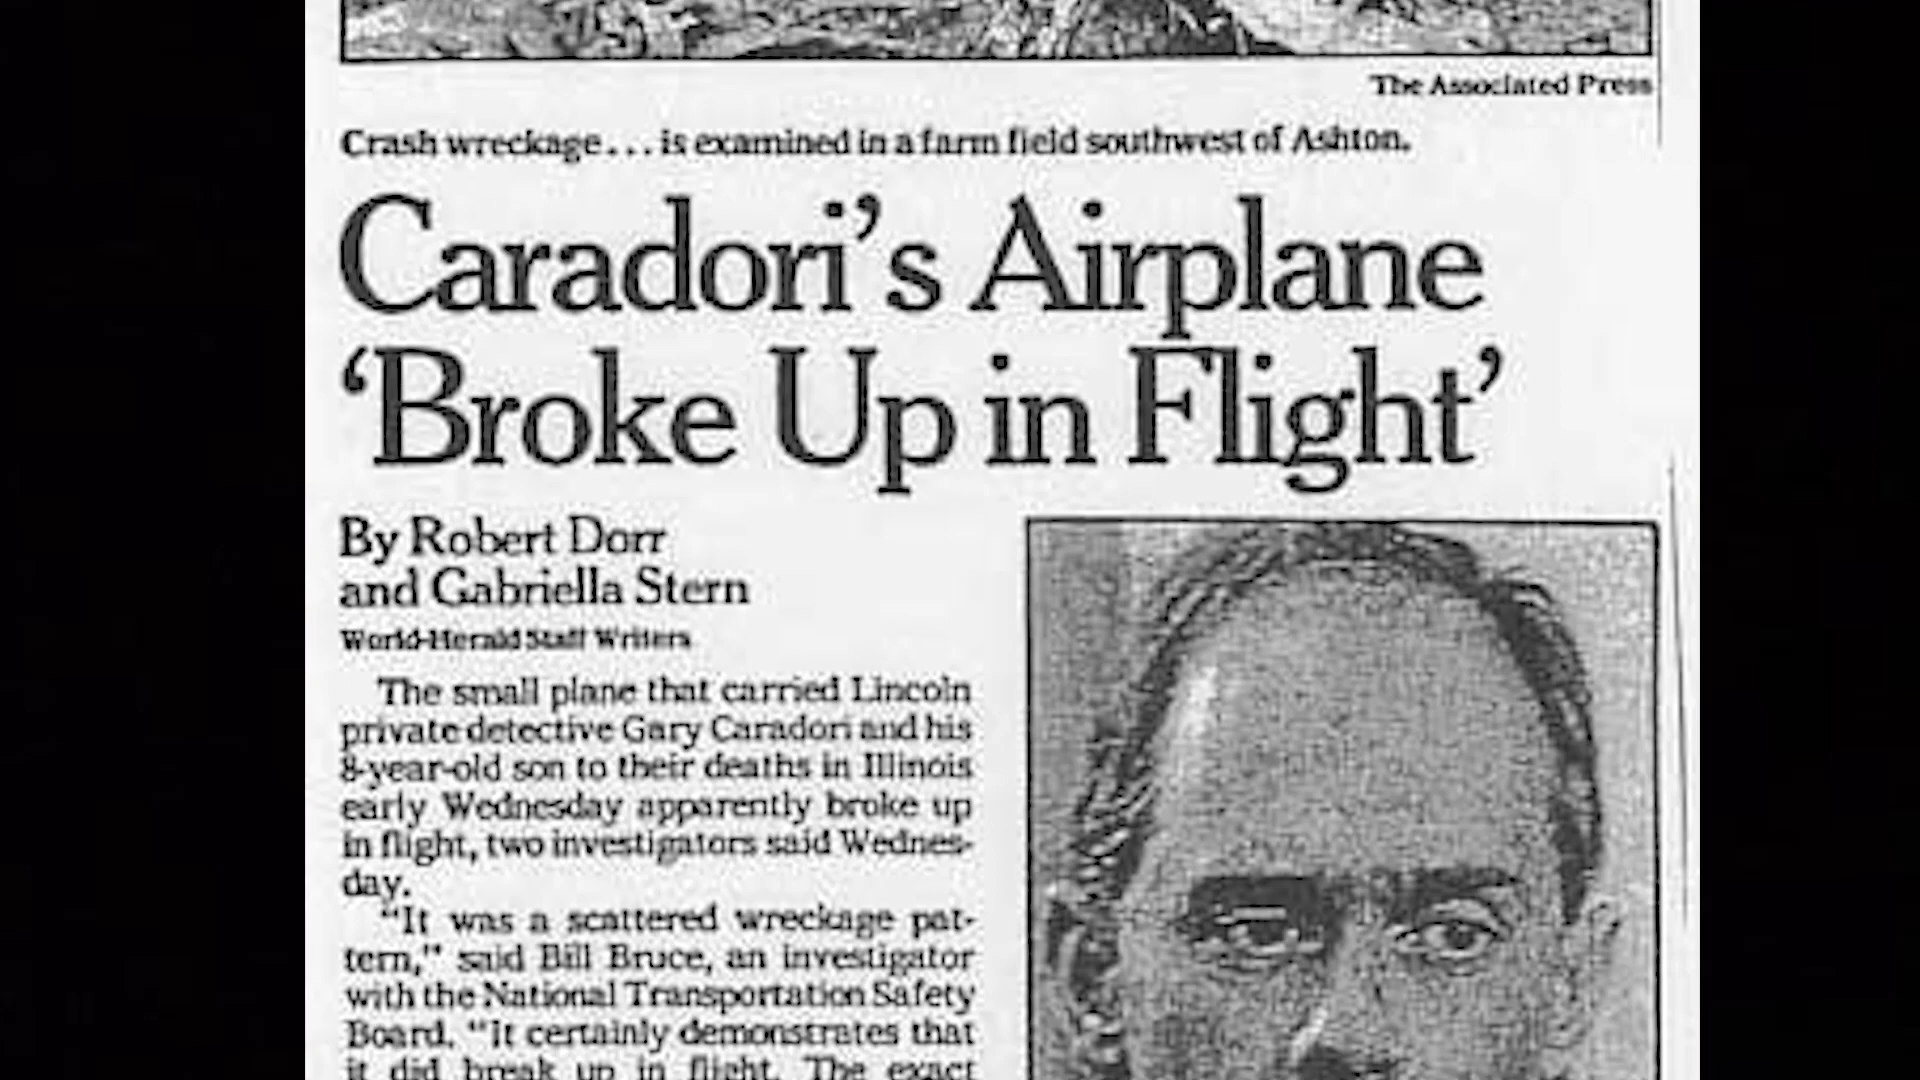 The Associated Press
Crash wreckage . . . is examined in a farm field southwest of Ashton.
Caradori's Airplane
'Broke Up in Flight'
By Robert Dorr
and Gabriella Stern
World-Herald Staff Writers
The small plane that carried Lincoln
private detective Gary Caradori and his
8-year-old son to their deaths in Illinois
early Wednesday apparently broke up
in flight, two investigators said Wednes-
day.
"It was a scattered wreckage pat-
tern," said Bill Bruce, an investigator
with the National Transportation Safety
Board. "It certainly demonstrates that
it did break up in flight. The exact